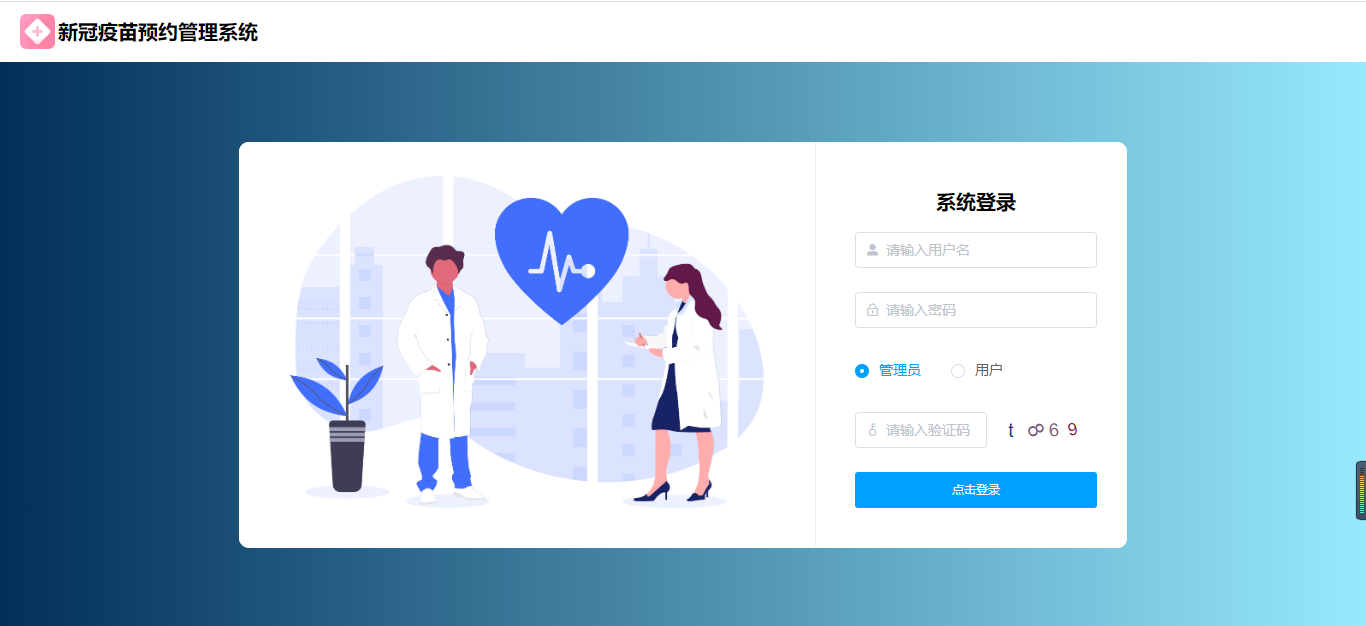 新冠疫苗预约管理系统
系统登录
请输入用户名
请输入密码
管理员 用户
请输入验证码 t 8 6 9
点击登录